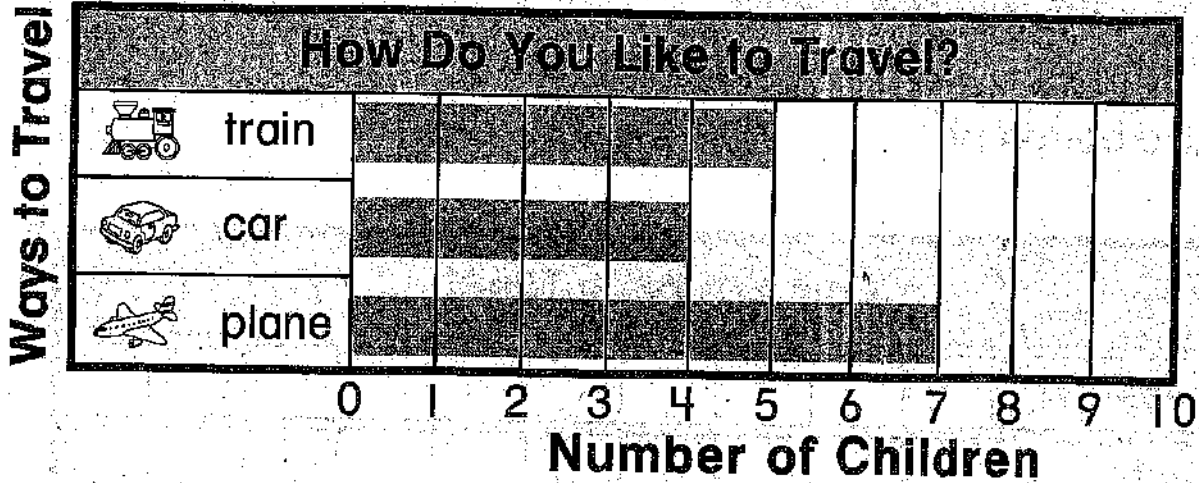 How Do You Like to Travel?
Ways to Travel
train
car
plane
0 1 2 3 4 5 6 7 8 9 10
Number of Children